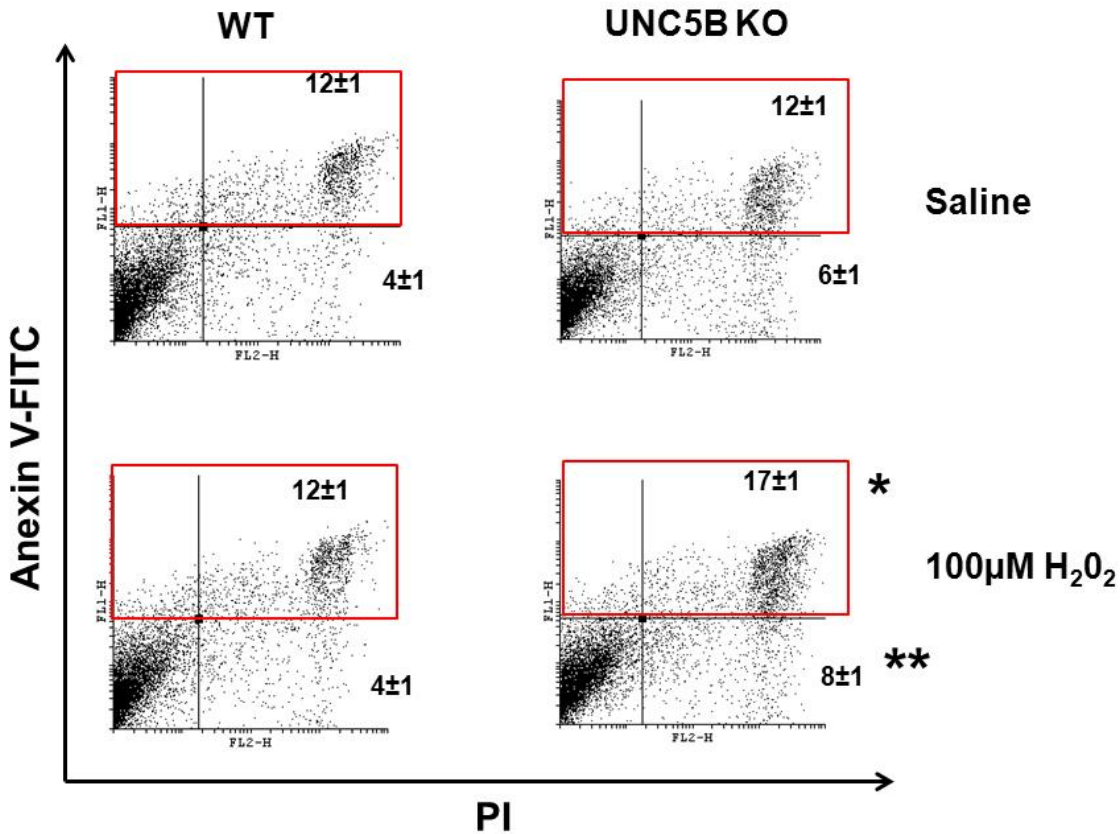 WT
UNC5B KO
12±1
12±1
FL1-H
FL1-H
Saline
4±1
6±1
FL2-H
FL2-H
Anexin V-FITC
12±1
17±1
*
FL1-H
FL1-H
100µM H₂0₂
4±1
8±1
**
FL2-H
FL2-H
PI